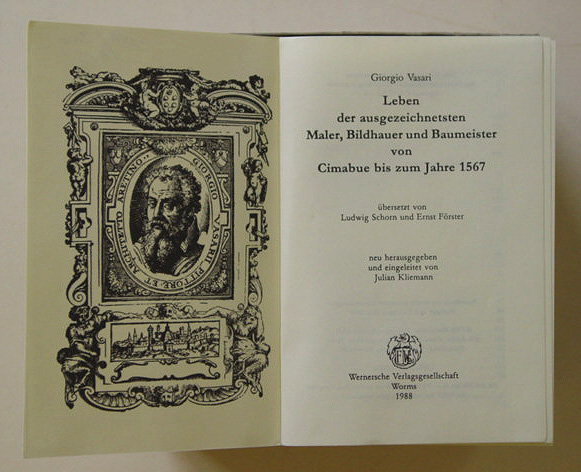 GIORGIO VASARI PITTORE ET ARCHITETTO ARETINO
Giorgio Vasari
Leben
der ausgezeichnetsten
Maler, Bildhauer und Baumeister
von
Cimabue bis zum Jahre 1567
übersetzt von
Ludwig Schorn und Ernst Förster
neu herausgegeben
und eingeleitet von
Julian Kliemann
Wernersche Verlagsgesellschaft
Worms
1988